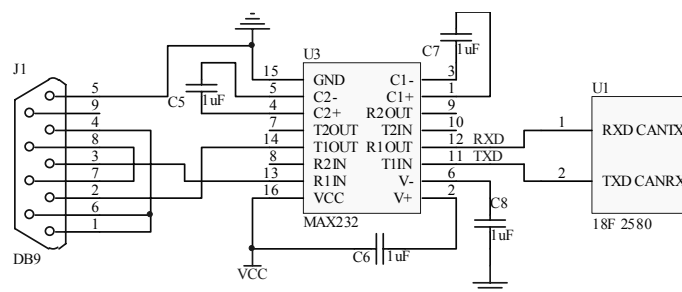 J1
5
9
4
8
3
7
2
6
1
DB9
C5
1uF
U3
15
5
4
7
14
8
13
16
GND
C2-
C2+
T2OUT
T1OUT
R2IN
R1IN
VCC
C1-
C1+
R2OUT
T2IN
R1OUT
T1IN
V-
V+
3
1
9
10
12
11
6
2
MAX232
C7
1uF
RXD
TXD
C8
1uF
C6
1uF
VCC
U1
1
2
RXD CANTX
TXD CANRX
18F 2580